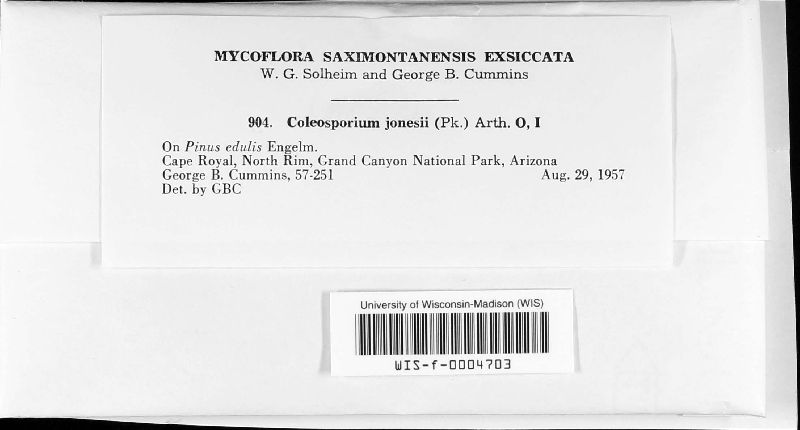 MYCOFLORA SAXIMONTANENSIS EXSICCATA
W. G. Solheim and George B. Cummins
904. Coleosporium jonesii (Pk.) Arth. O, I
On Pinus edulis Engelm.
Cape Royal, North Rim, Grand Canyon National Park, Arizona
George B. Cummins, 57-251 Aug. 29, 1957
Det. by GBC
University of Wisconsin-Madison (WIS)
WIS-f-0004703